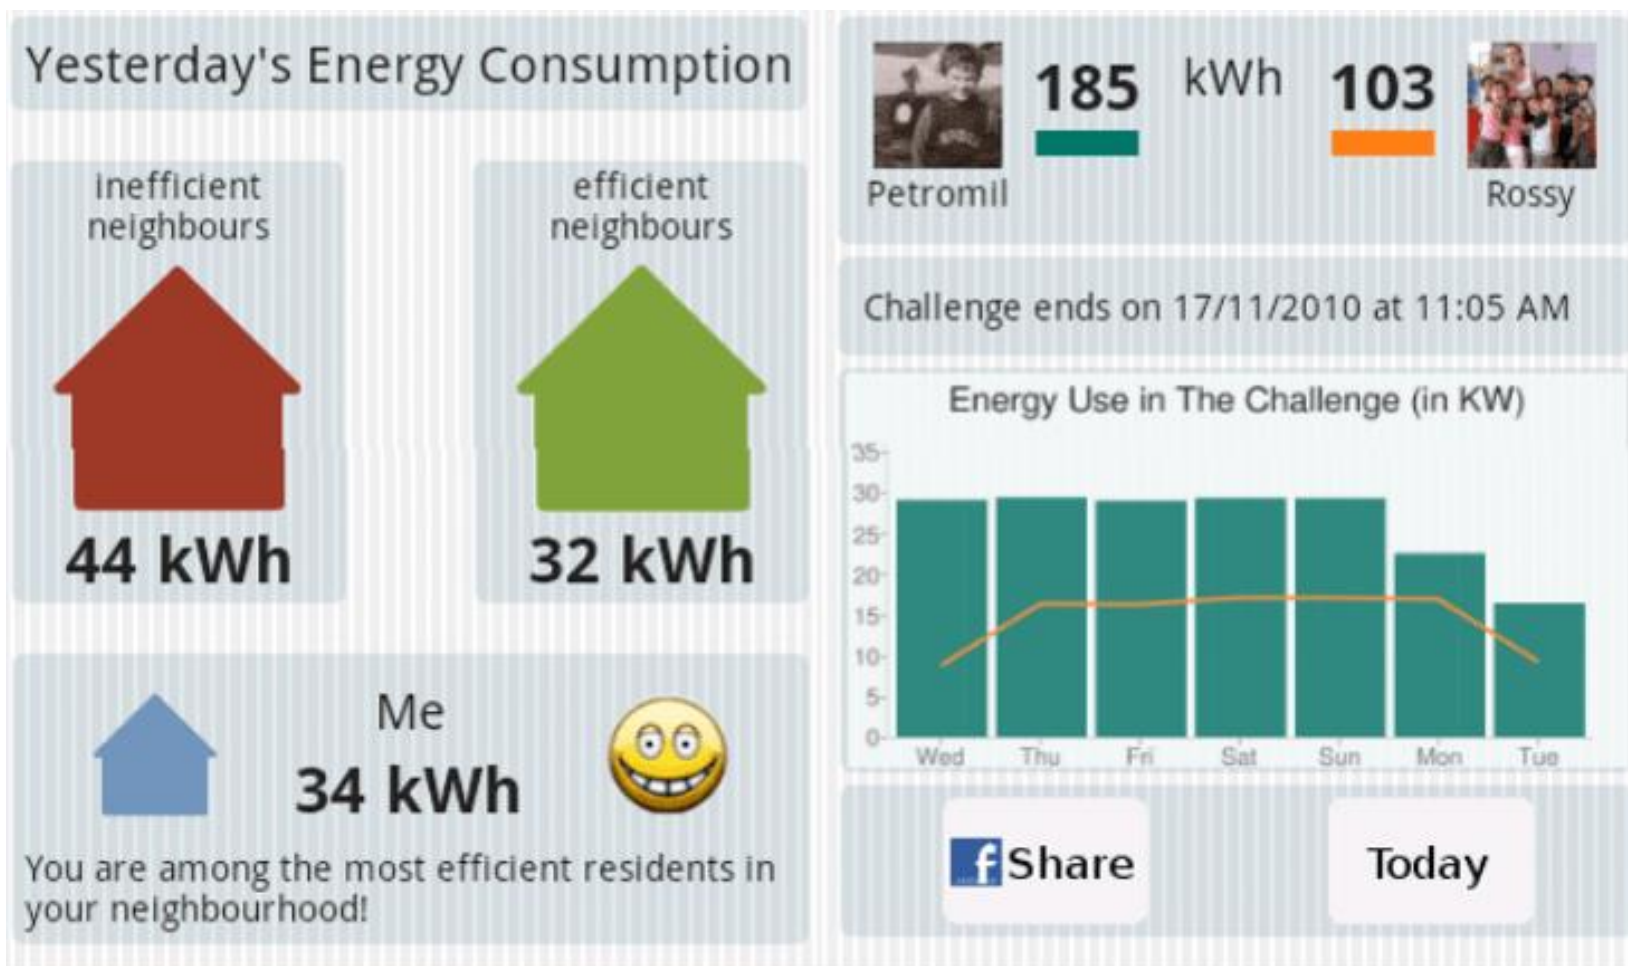 Yesterday's Energy Consumption
inefficient
neighbours
44 kWh
efficient
neighbours
32 kWh
Me
34 kWh
You are among the most efficient residents in
your neighbourhood!
185 kWh 103
Petromil
Rossy
Challenge ends on 17/11/2010 at 11:05 AM
Energy Use in The Challenge (in KW)
35
30
25
20
15
10
5
0
Wed Thu Fri Sat Sun Mon Tue
f Share
Today